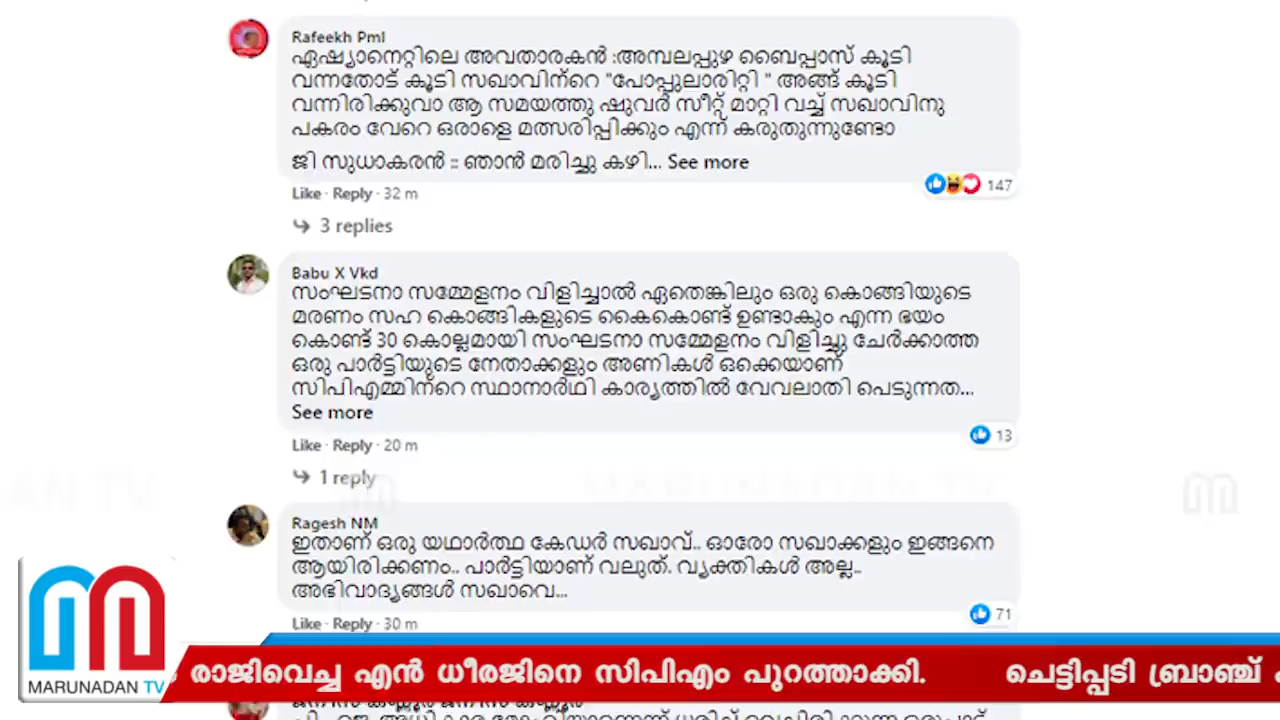 Rafeekh Pml
ഏഷ്യാനെറ്റിലെ അവതാരകൻ :അമ്പലപ്പുഴ ബൈപ്പാസ് കൂടി
വന്നതോട് കൂടി സഖാവിന്റെ "പോപ്പുലാരിറ്റി " അങ്ങ് കൂടി
വന്നിരിക്കുവാ ആ സമയത്തു ഷുവർ സീറ്റ് മാറ്റി വച്ച് സഖാവിനു
പകരം വേറെ ഒരാളെ മത്സരിപ്പിക്കും എന്ന് കരുതുന്നുണ്ടോ
ജി സുധാകരൻ :: ഞാൻ മരിച്ചു കഴി... See more
147
Like · Reply · 32 m
3 replies
Babu X Vkd
സംഘടനാ സമ്മേളനം വിളിച്ചാൽ ഏതെങ്കിലും ഒരു കൊങ്ങിയുടെ
മരണം സഹ കൊങ്ങികളുടെ കൈകൊണ്ട് ഉണ്ടാകും എന്ന ഭയം
കൊണ്ട് 30 കൊല്ലമായി സംഘടനാ സമ്മേളനം വിളിച്ചു ചേർക്കാത്ത
ഒരു പാർട്ടിയുടെ നേതാക്കളും അണികൾ ഒക്കെയാണ്
സിപിഎമ്മിന്റെ സ്ഥാനാർഥി കാര്യത്തിൽ വേവലാതി പെടുന്നത...
See more
13
Like · Reply · 20 m
1 reply
MARUNADAN TV
Ragesh NM
ഇതാണ് ഒരു യഥാർത്ഥ കേഡർ സഖാവ്.. ഓരോ സഖാക്കളും ഇങ്ങനെ
ആയിരിക്കണം.. പാർട്ടിയാണ് വലുത്. വ്യക്തികൾ അല്ല..
അഭിവാദ്യങ്ങൾ സഖാവെ...
71
Like · Reply · 30 m
MARUNADAN TV
രാജിവെച്ച എൻ ധീരജിനെ സിപിഎം പുറത്താക്കി. ചെട്ടിപ്പടി ബ്രാഞ്ച്